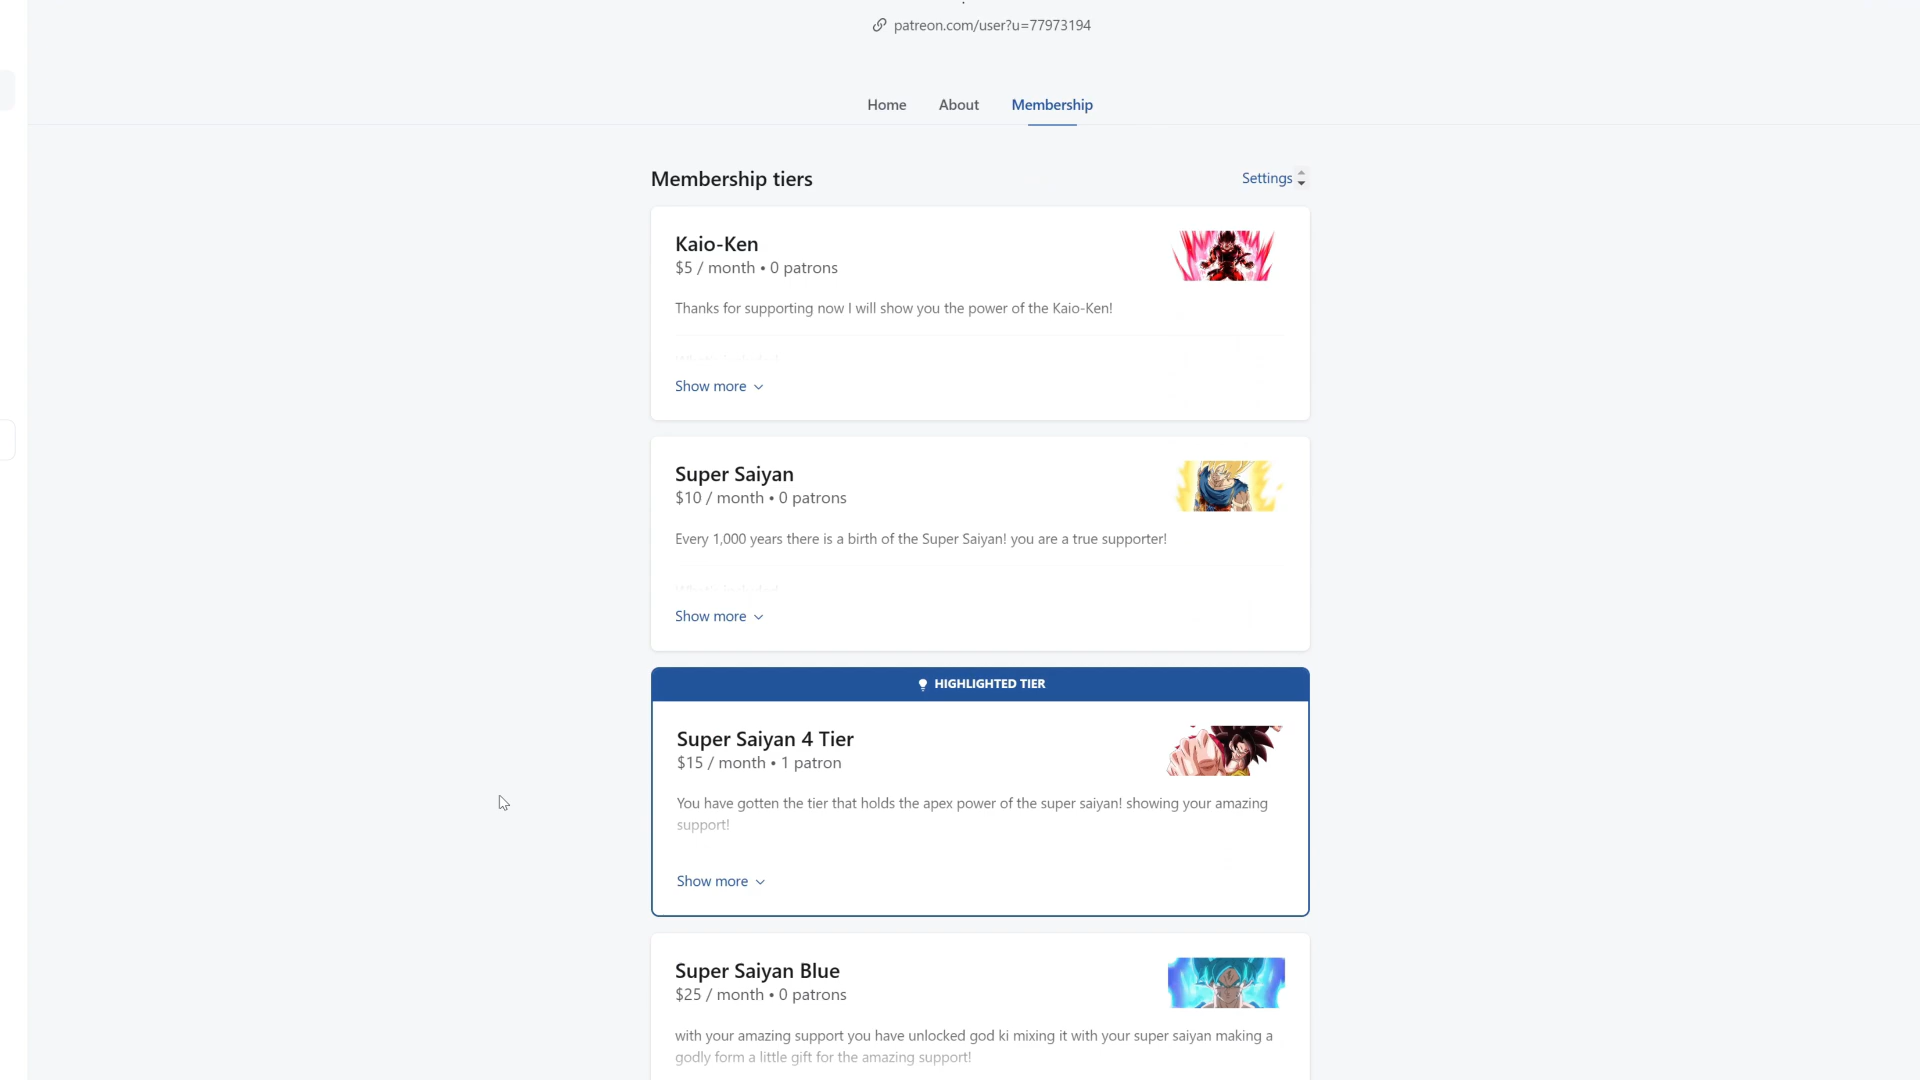 patreon.com/user?u=77973194
Home
About
Membership
Membership tiers
Settings
Kaio-Ken
$5 / month • 0 patrons
Thanks for supporting now I will show you the power of the Kaio-Ken!
Show more
Super Saiyan
$10 / month • 0 patrons
Every 1,000 years there is a birth of the Super Saiyan! you are a true supporter!
Show more
HIGHLIGHTED TIER
Super Saiyan 4 Tier
$15 / month • 1 patron
You have gotten the tier that holds the apex power of the super saiyan! showing your amazing
support!
Show more
Super Saiyan Blue
$25 / month • 0 patrons
with your amazing support you have unlocked god ki mixing it with your super saiyan making a
godly form a little gift for the amazing support!